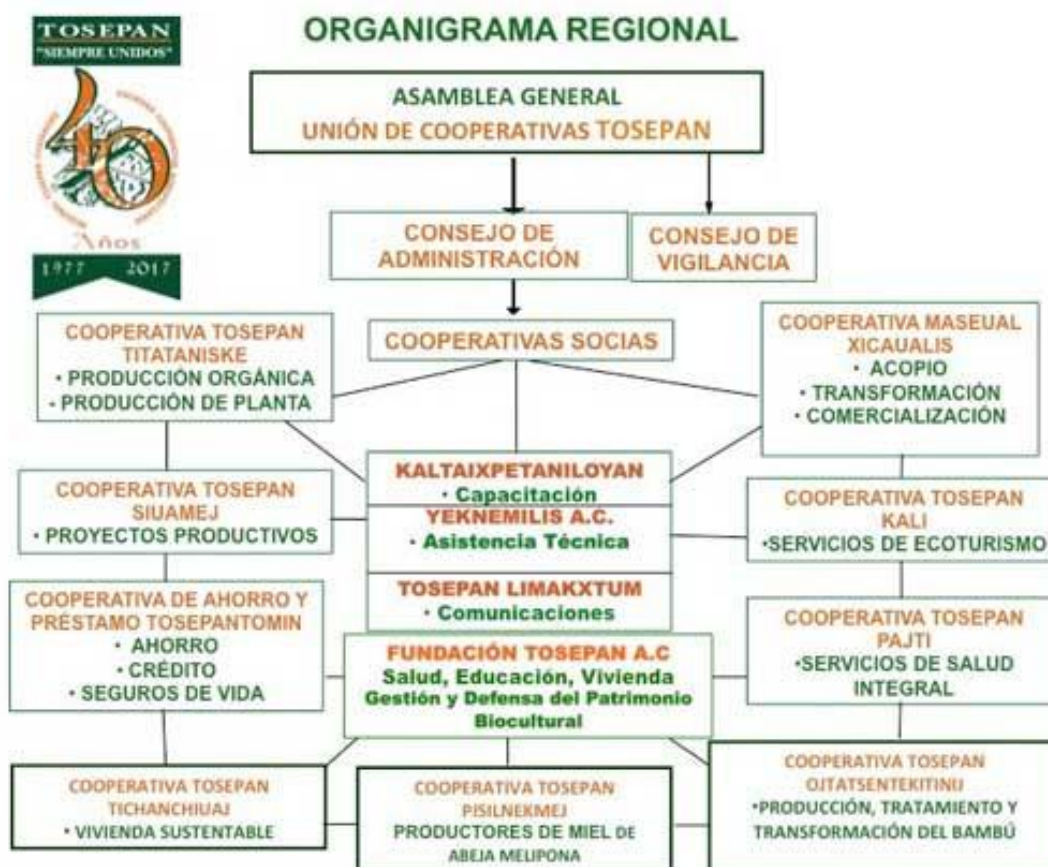 TOSEPAN
"SIEMPRE UNIDOS"
40
Años
1977 2017
ORGANIGRAMA REGIONAL
ASAMBLEA GENERAL
UNIÓN DE COOPERATIVAS TOSEPAN
CONSEJO DE
ADMINISTRACIÓN
CONSEJO DE
VIGILANCIA
COOPERATIVAS SOCIAS
COOPERATIVA TOSEPAN
TITATANISKE
• PRODUCCIÓN ORGÁNICA
• PRODUCCIÓN DE PLANTA
COOPERATIVA MASEUAL
XICAUALIS
• ACOPIO
• TRANSFORMACIÓN
• COMERCIALIZACIÓN
KALTAIXPETANILOYAN
• Capacitación
YEKNEMILIS A.C.
• Asistencia Técnica
TOSEPAN LIMAKXTUM
• Comunicaciones
COOPERATIVA TOSEPAN
SIUAMEJ
• PROYECTOS PRODUCTIVOS
COOPERATIVA TOSEPAN
KALI
•SERVICIOS DE ECOTURISMO
COOPERATIVA DE AHORRO Y
PRÉSTAMO TOSEPANTOMIN
• AHORRO
• CRÉDITO
• SEGUROS DE VIDA
FUNDACIÓN TOSEPAN A.C
Salud, Educación, Vivienda
Gestión y Defensa del Patrimonio
Biocultural
COOPERATIVA TOSEPAN
PAJTI
•SERVICIOS DE SALUD
INTEGRAL
COOPERATIVA TOSEPAN
TICHANCHIUAJ
• VIVIENDA SUSTENTABLE
COOPERATIVA TOSEPAN
PISILNEKMEJ
PRODUCTORES DE MIEL DE
ABEJA MELIPONA
COOPERATIVA TOSEPAN
OJTATSENTEKITINIJ
•PRODUCCIÓN, TRATAMIENTO Y
TRANSFORMACIÓN DEL BAMBÚ